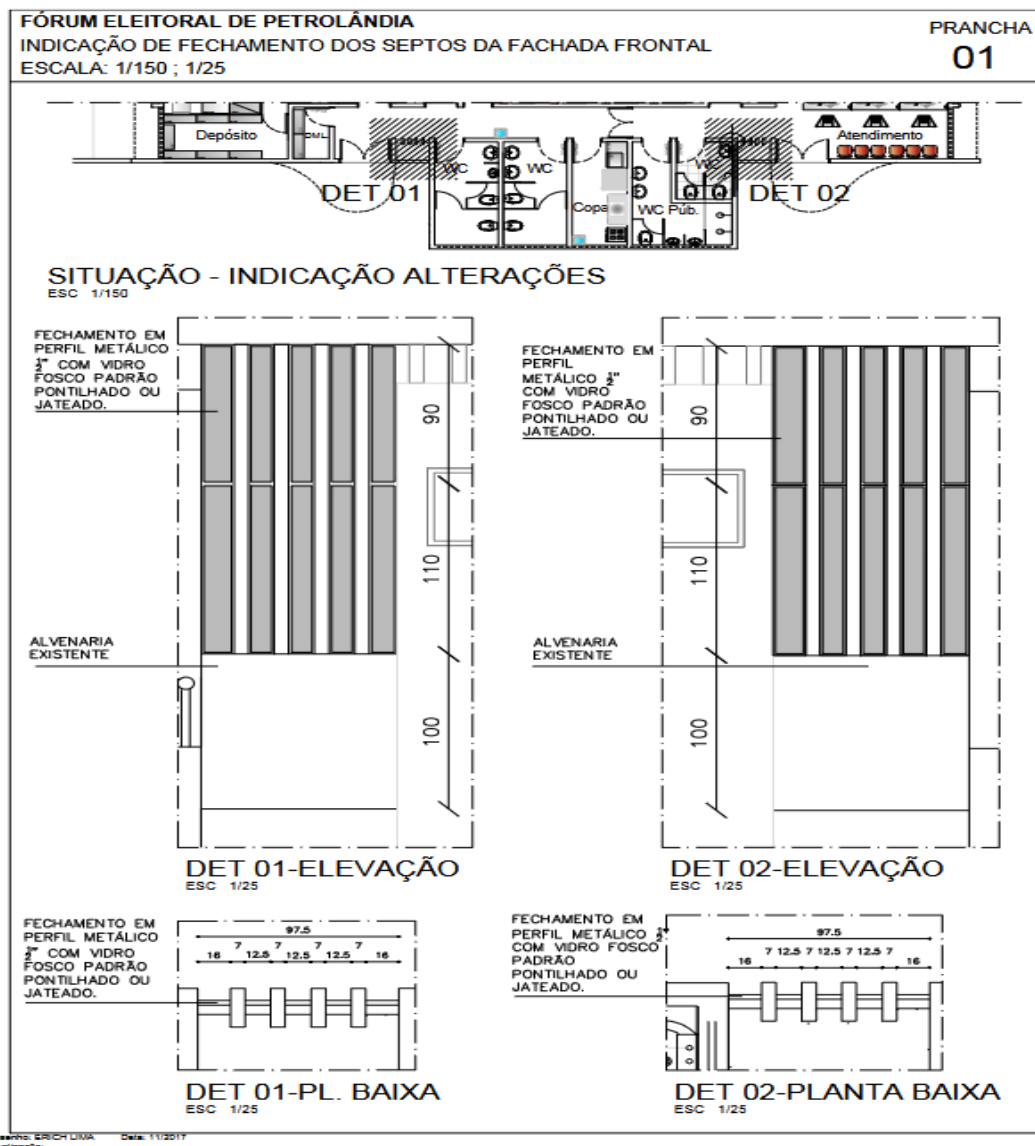 FÓRUM ELEITORAL DE PETROLÂNDIA
INDICAÇÃO DE FECHAMENTO DOS SEPTOS DA FACHADA FRONTAL
ESCALA: 1/150 ; 1/25
PRANCHA
01
Depósito
DML
WC
WC
Copa
WC Púb.
WC
Atendimento
DET 01
DET 02
SITUAÇÃO - INDICAÇÃO ALTERAÇÕES
ESC 1/150
FECHAMENTO EM
PERFIL METÁLICO
½" COM VIDRO
FOSCO PADRÃO
PONTILHADO OU
JATEADO.
90
110
100
ALVENARIA
EXISTENTE
DET 01-ELEVAÇÃO
ESC 1/25
FECHAMENTO EM
PERFIL
METÁLICO ½"
COM VIDRO
FOSCO PADRÃO
PONTILHADO OU
JATEADO.
90
110
100
ALVENARIA
EXISTENTE
DET 02-ELEVAÇÃO
ESC 1/25
FECHAMENTO EM
PERFIL METÁLICO
½" COM VIDRO
FOSCO PADRÃO
PONTILHADO OU
JATEADO.
97.5
7 7 7 7
16 12.5 12.5 12.5 16
DET 01-PL. BAIXA
ESC 1/25
FECHAMENTO EM
PERFIL METÁLICO ½"
COM VIDRO FOSCO
PADRÃO
PONTILHADO OU
JATEADO.
97.5
7 12.5 7 12.5 7 12.5 7
16 16
DET 02-PLANTA BAIXA
ESC 1/25
ERICH LIMA Data: 11/2017